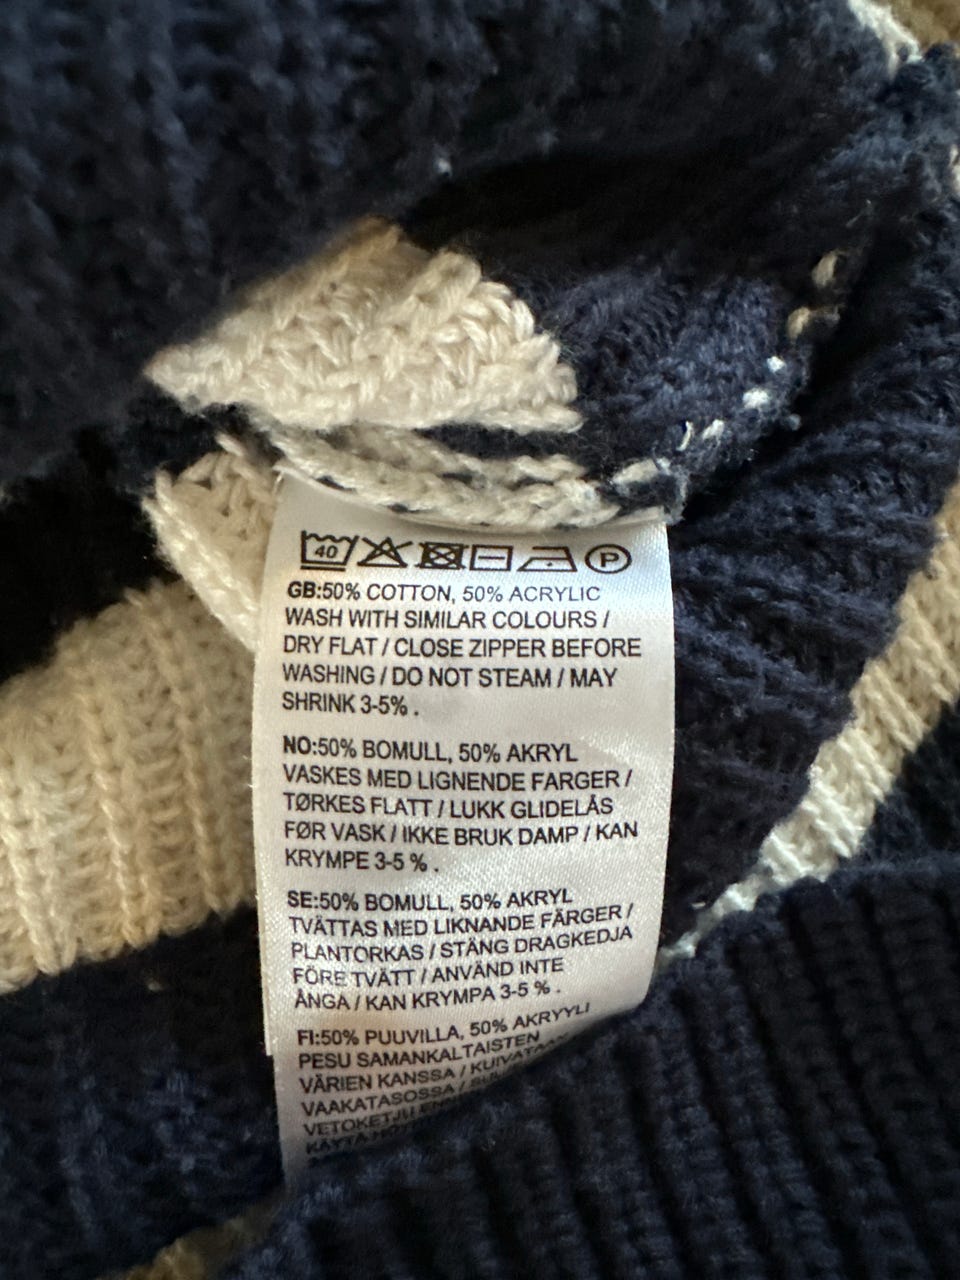 40 P
GB:50% COTTON, 50% ACRYLIC
WASH WITH SIMILAR COLOURS /
DRY FLAT / CLOSE ZIPPER BEFORE
WASHING / DO NOT STEAM / MAY
SHRINK 3-5% .
NO:50% BOMULL, 50% AKRYL
VASKES MED LIGNENDE FARGER /
TØRKES FLATT / LUKK GLIDELÅS
FØR VASK / IKKE BRUK DAMP / KAN
KRYMPE 3-5 % .
SE:50% BOMULL, 50% AKRYL
TVÄTTAS MED LIKNANDE FÄRGER /
PLANTORKAS / STÄNG DRAGKEDJA
FÖRE TVÄTT / ANVÄND INTE
ÅNGA / KAN KRYMPA 3-5 % .
FI:50% PUUVILLA, 50% AKRYYLI
PESU SAMANKALTAISTEN
VÄRIEN KANSSA /
VAAKATASOSSA /
VETOKETJU